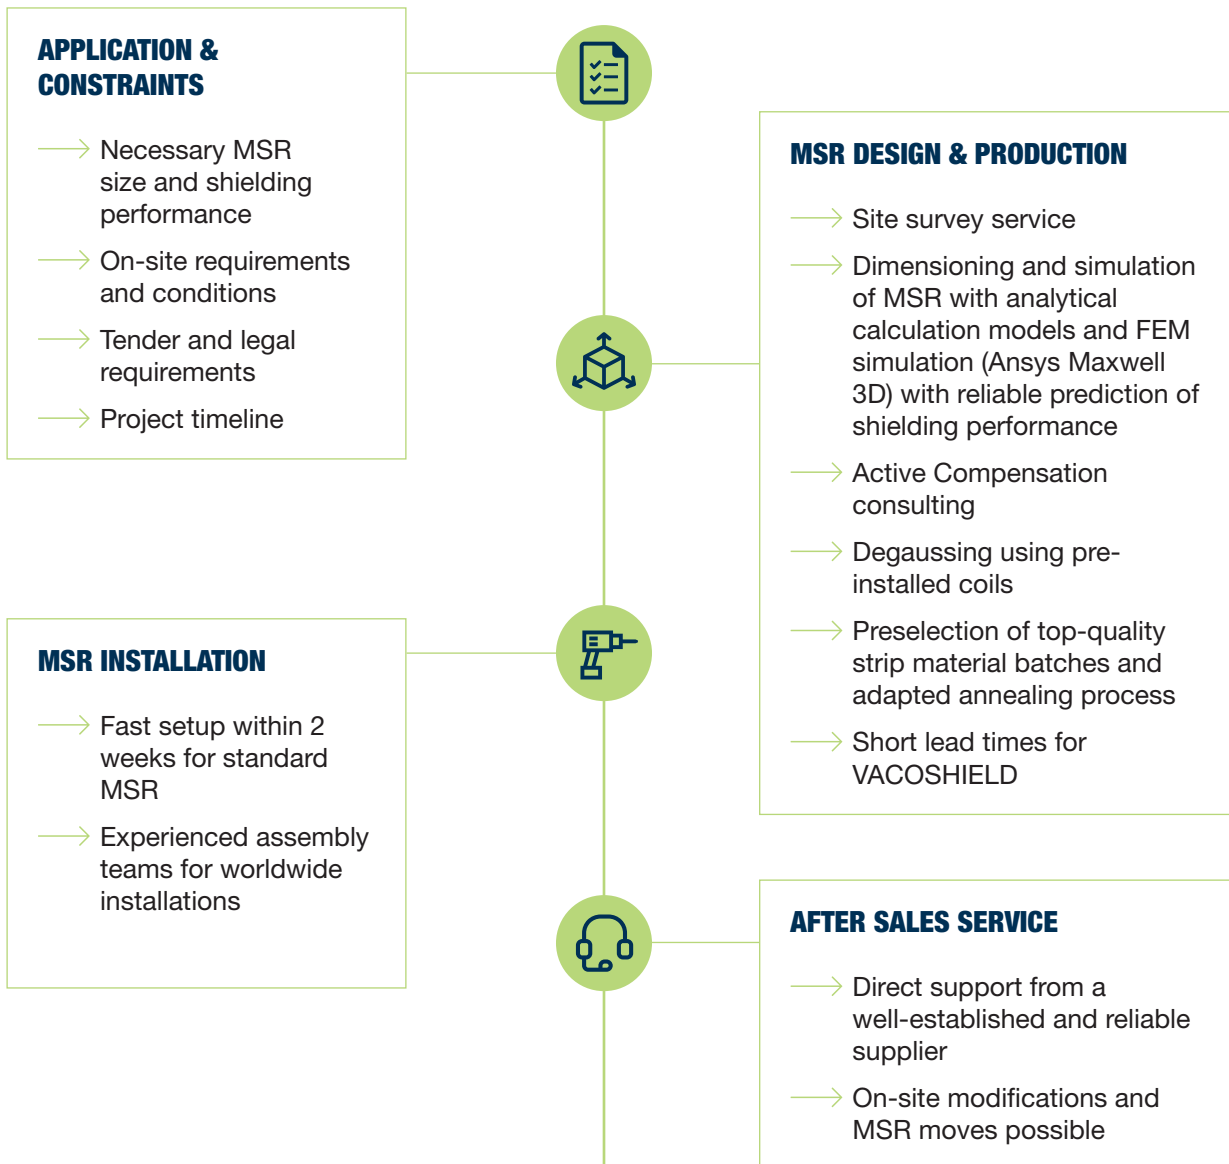 APPLICATION &
CONSTRAINTS
Necessary MSR
size and shielding
performance
On-site requirements
and conditions
Tender and legal
requirements
Project timeline
MSR DESIGN & PRODUCTION
Site survey service
Dimensioning and simulation
of MSR with analytical
calculation models and FEM
simulation (Ansys Maxwell
3D) with reliable prediction of
shielding performance
Active Compensation
consulting
Degaussing using pre-
installed coils
Preselection of top-quality
strip material batches and
adapted annealing process
Short lead times for
VACOSHIELD
MSR INSTALLATION
Fast setup within 2
weeks for standard
MSR
Experienced assembly
teams for worldwide
installations
AFTER SALES SERVICE
Direct support from a
well-established and reliable
supplier
On-site modifications and
MSR moves possible